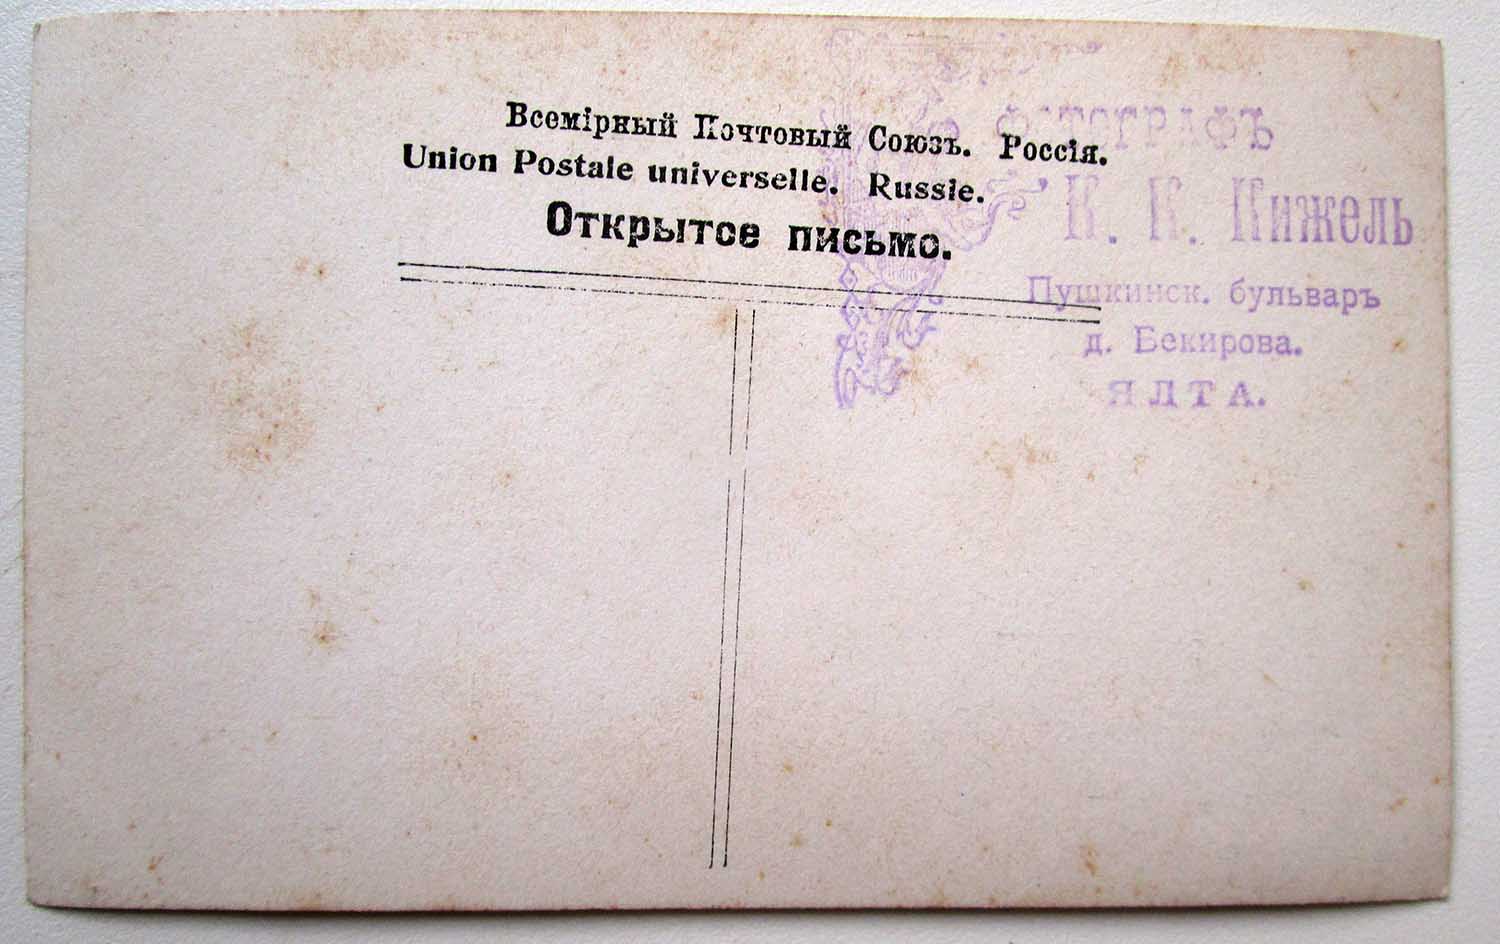 Всемірный Почтовый Союзъ. Россія.
Union Postale universelle. Russie.
Открытое письмо.
ФОТОГРАФЪ
К. К. Кижель
Пушкинск. бульваръ
д. Бекирова.
ЯЛТА.